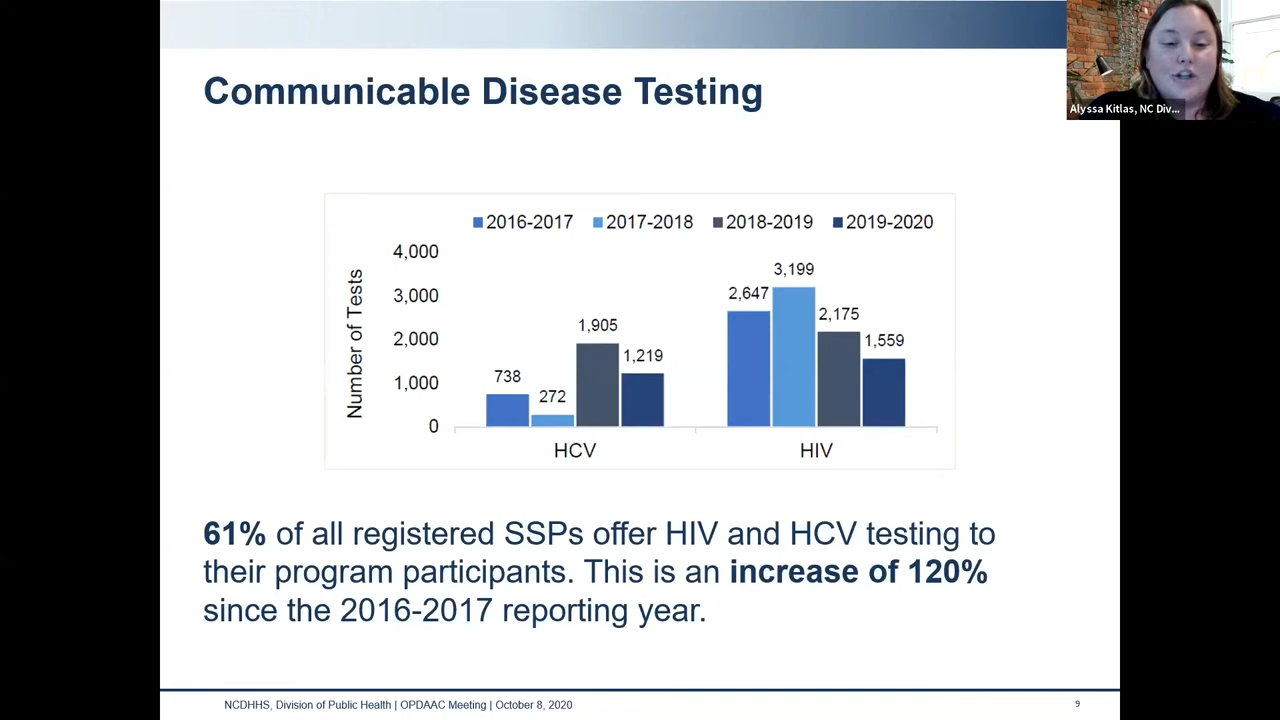 Communicable Disease Testing
Alyssa Kitlas, NC Div...
2016-2017 2017-2018 2018-2019 2019-2020
Number of Tests
4,000
3,000
2,000
1,000
0
738
272
1,905
1,219
2,647
3,199
2,175
1,559
HCV
HIV
61% of all registered SSPs offer HIV and HCV testing to
their program participants. This is an increase of 120%
since the 2016-2017 reporting year.
NCDHHS, Division of Public Health | OPDAAC Meeting | October 8, 2020
9